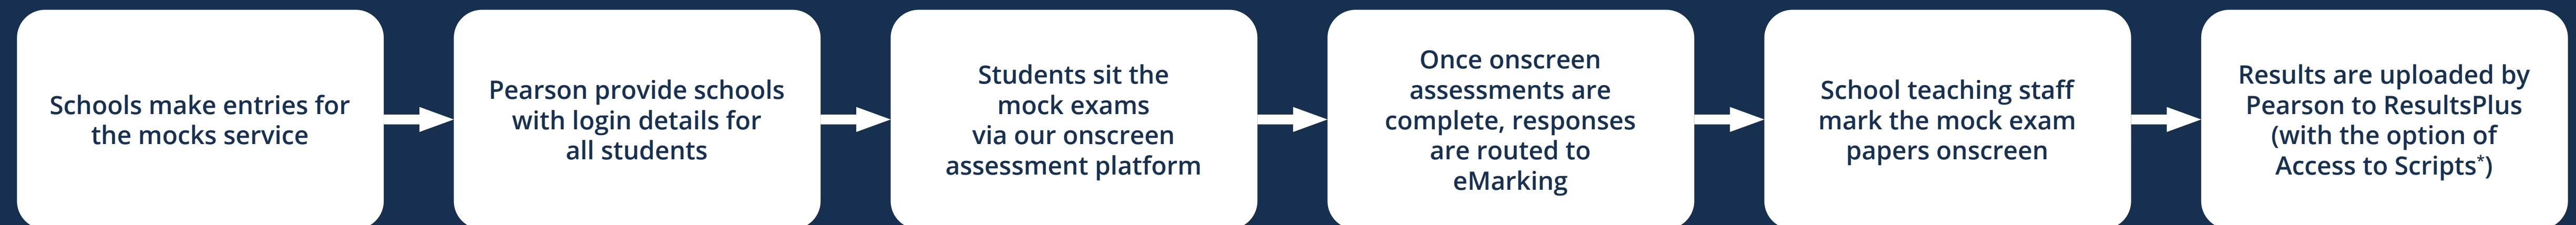 Schools make entries for
the mocks service
Pearson provide schools
with login details for
all students
Students sit the
mock exams
via our onscreen
assessment platform
Once onscreen
assessments are
complete, responses
are routed to
eMarking
School teaching staff
mark the mock exam
papers onscreen
Results are uploaded by
Pearson to ResultsPlus
(with the option of
Access to Scripts*)